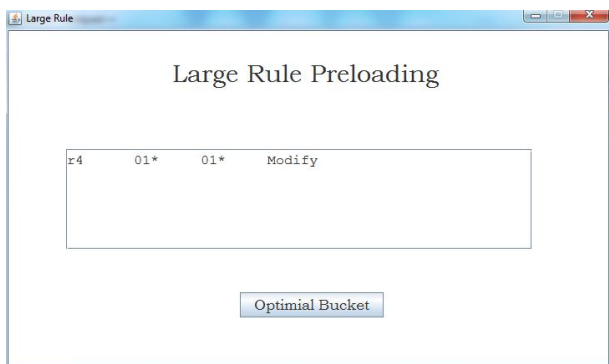 Large Rule
Large Rule Preloading
r4 01* 01* Modify
Optimial Bucket